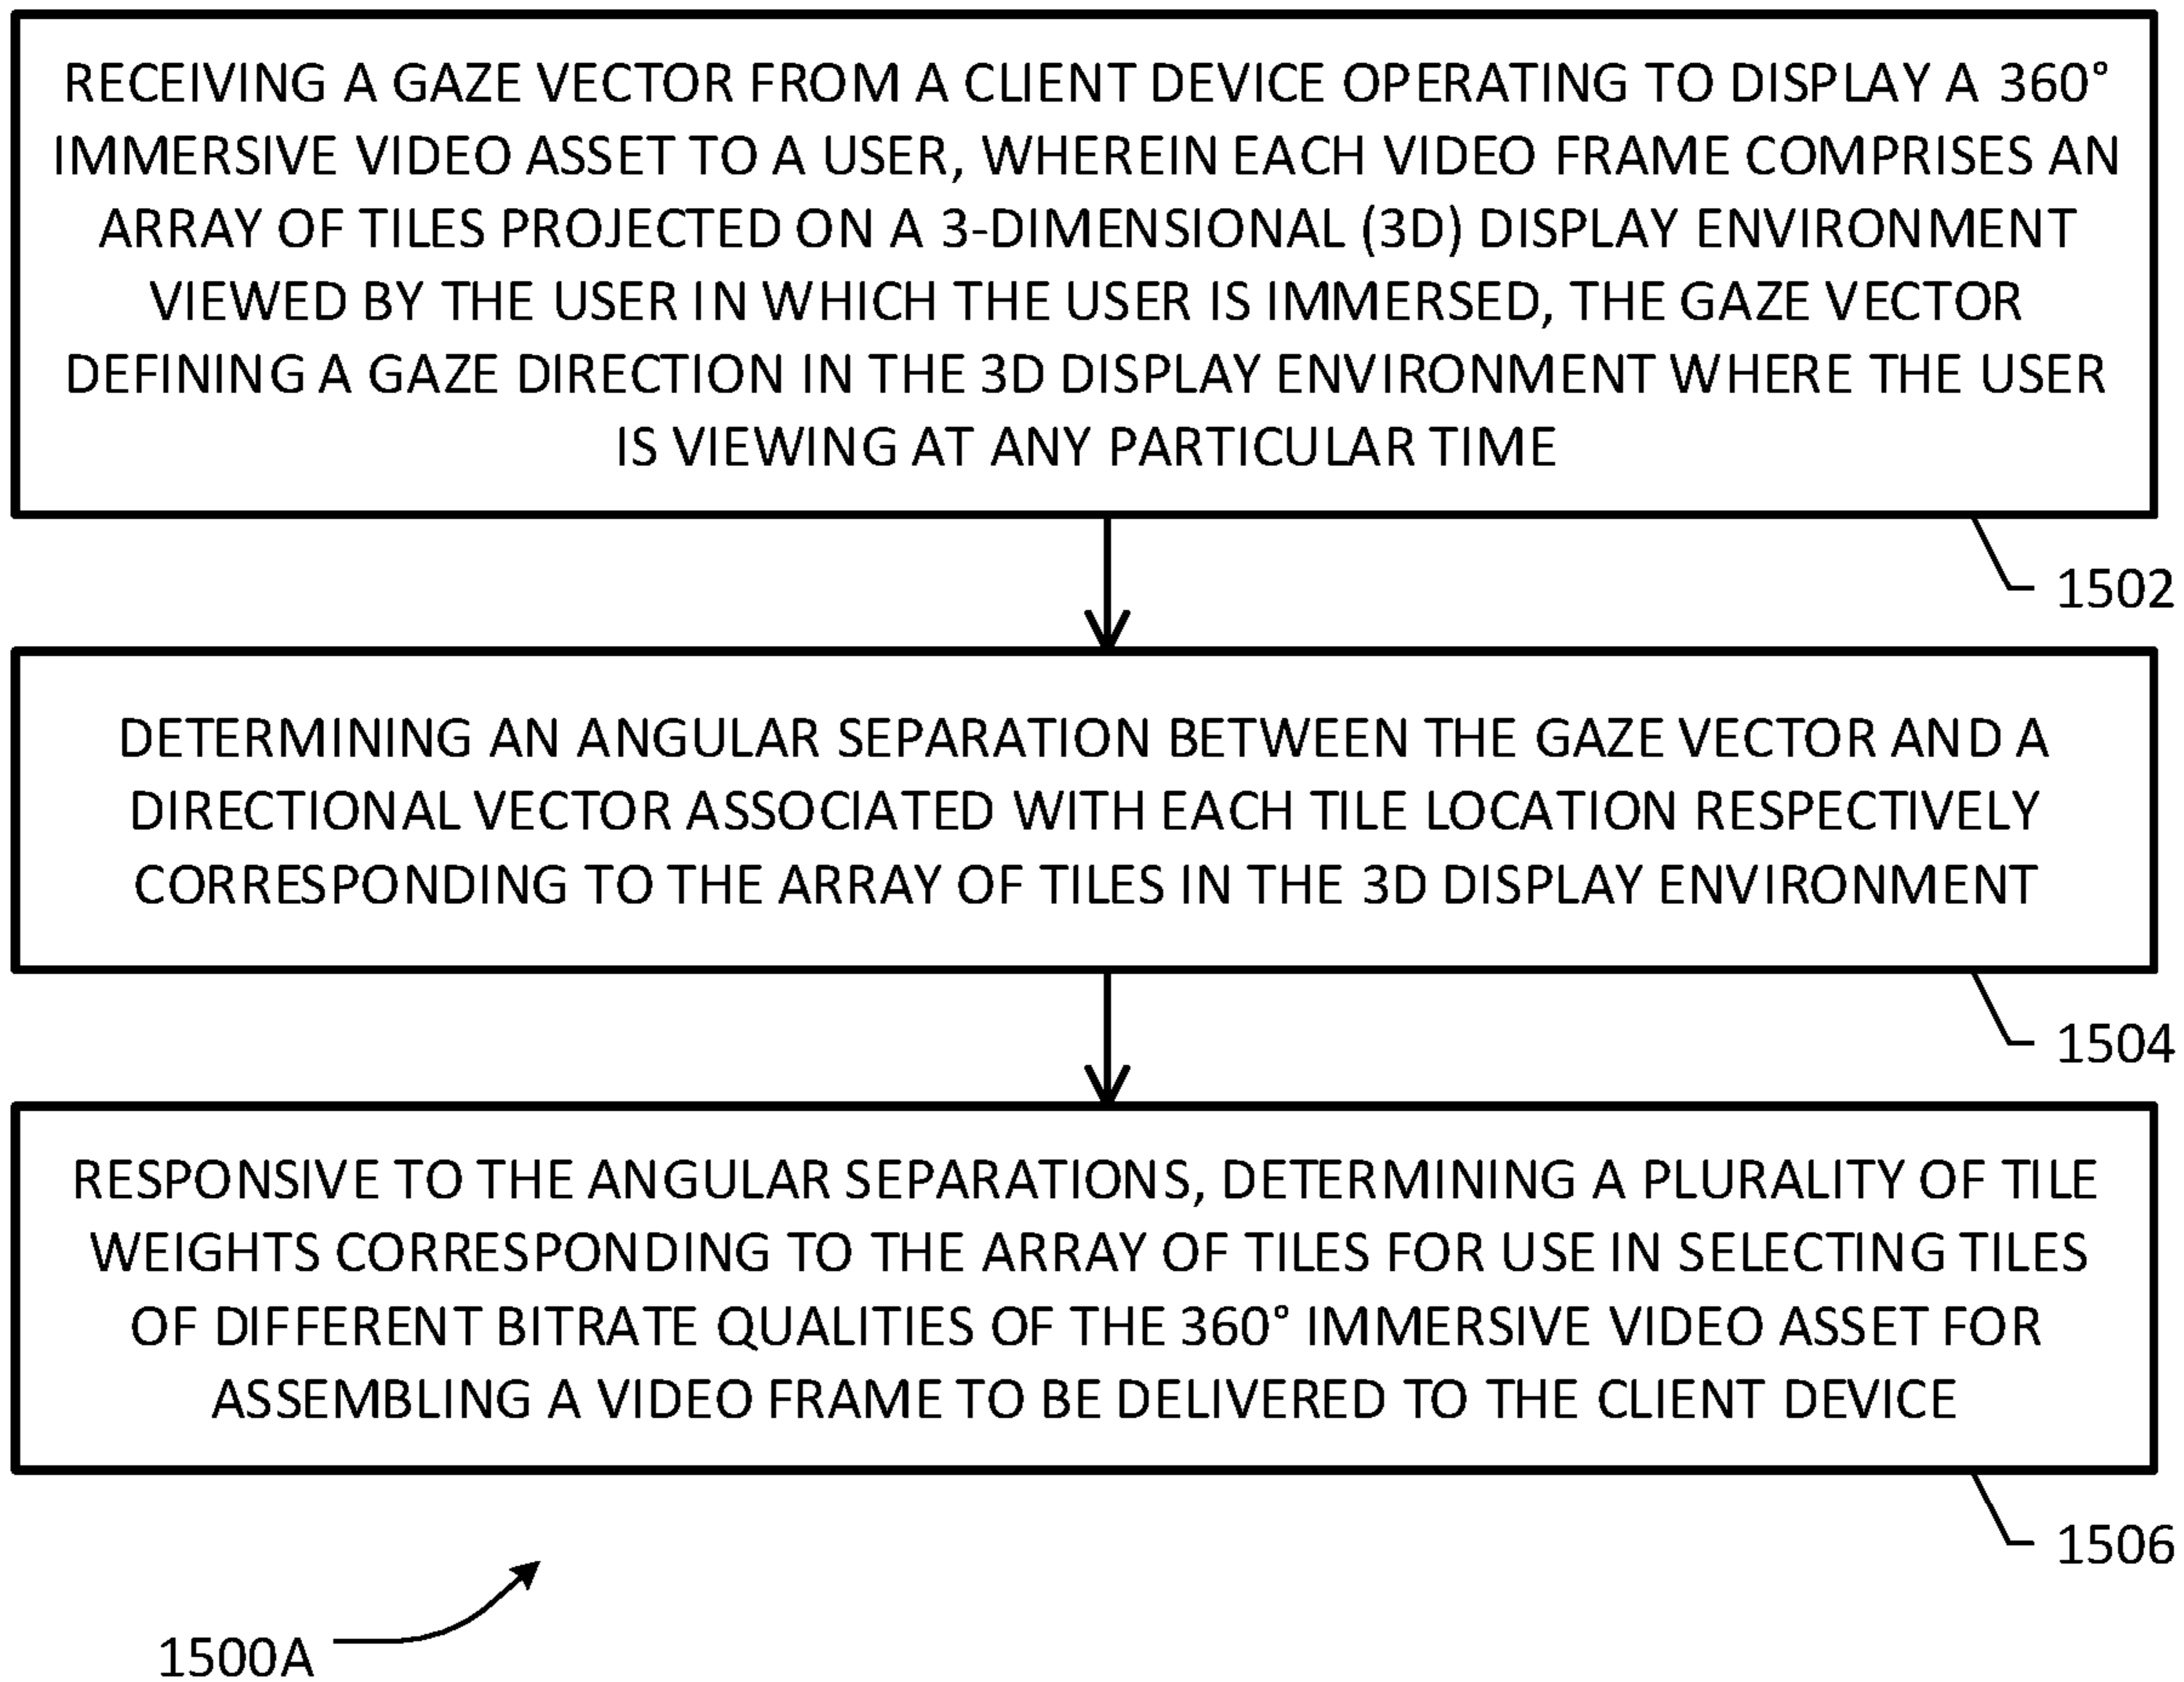 RECEIVING A GAZE VECTOR FROM A CLIENT DEVICE OPERATING TO DISPLAY A 360°
IMMERSIVE VIDEO ASSET TO A USER, WHEREIN EACH VIDEO FRAME COMPRISES AN
ARRAY OF TILES PROJECTED ON A 3-DIMENSIONAL (3D) DISPLAY ENVIRONMENT
VIEWED BY THE USER IN WHICH THE USER IS IMMERSED, THE GAZE VECTOR
DEFINING A GAZE DIRECTION IN THE 3D DISPLAY ENVIRONMENT WHERE THE USER
IS VIEWING AT ANY PARTICULAR TIME
1502
DETERMINING AN ANGULAR SEPARATION BETWEEN THE GAZE VECTOR AND A
DIRECTIONAL VECTOR ASSOCIATED WITH EACH TILE LOCATION RESPECTIVELY
CORRESPONDING TO THE ARRAY OF TILES IN THE 3D DISPLAY ENVIRONMENT
1504
RESPONSIVE TO THE ANGULAR SEPARATIONS, DETERMINING A PLURALITY OF TILE
WEIGHTS CORRESPONDING TO THE ARRAY OF TILES FOR USE IN SELECTING TILES
OF DIFFERENT BITRATE QUALITIES OF THE 360° IMMERSIVE VIDEO ASSET FOR
ASSEMBLING A VIDEO FRAME TO BE DELIVERED TO THE CLIENT DEVICE
1506
1500A